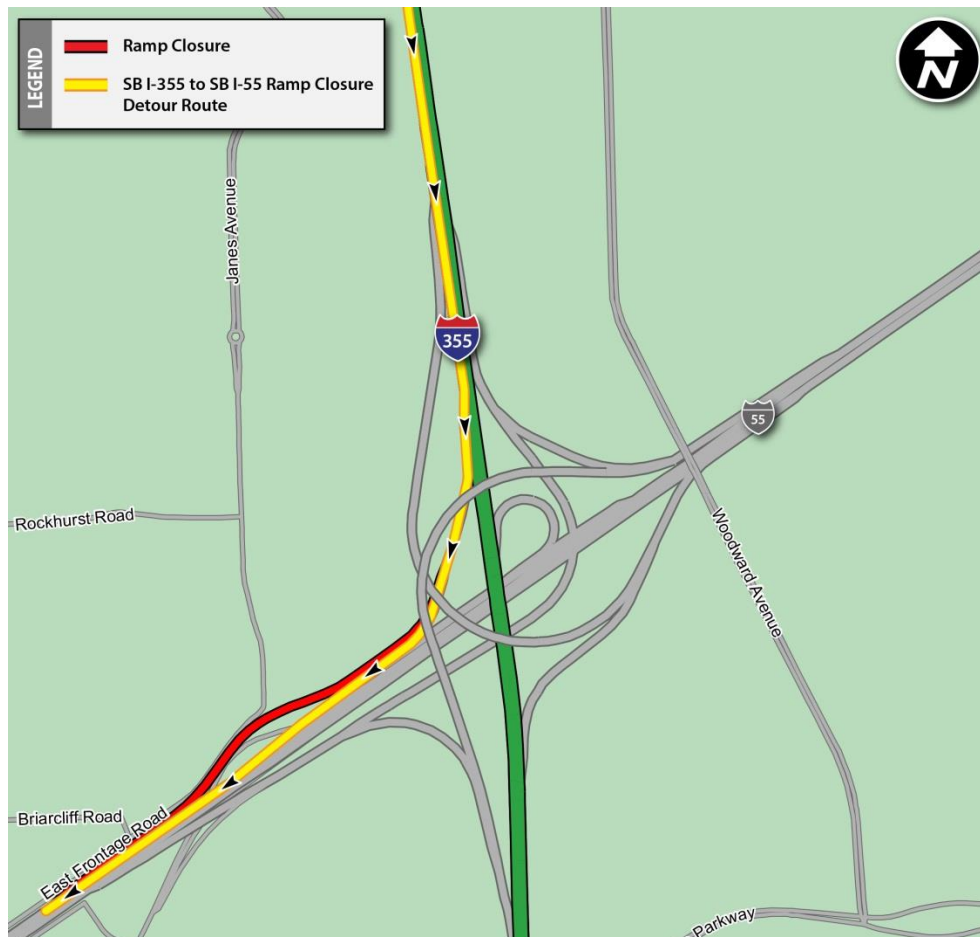 LEGEND
Ramp Closure
SB I-355 to SB I-55 Ramp Closure
Detour Route
N
Janes Avenue
355
55
Rockhurst Road
Woodward Avenue
Briarcliff Road
East Frontage Road
Parkway